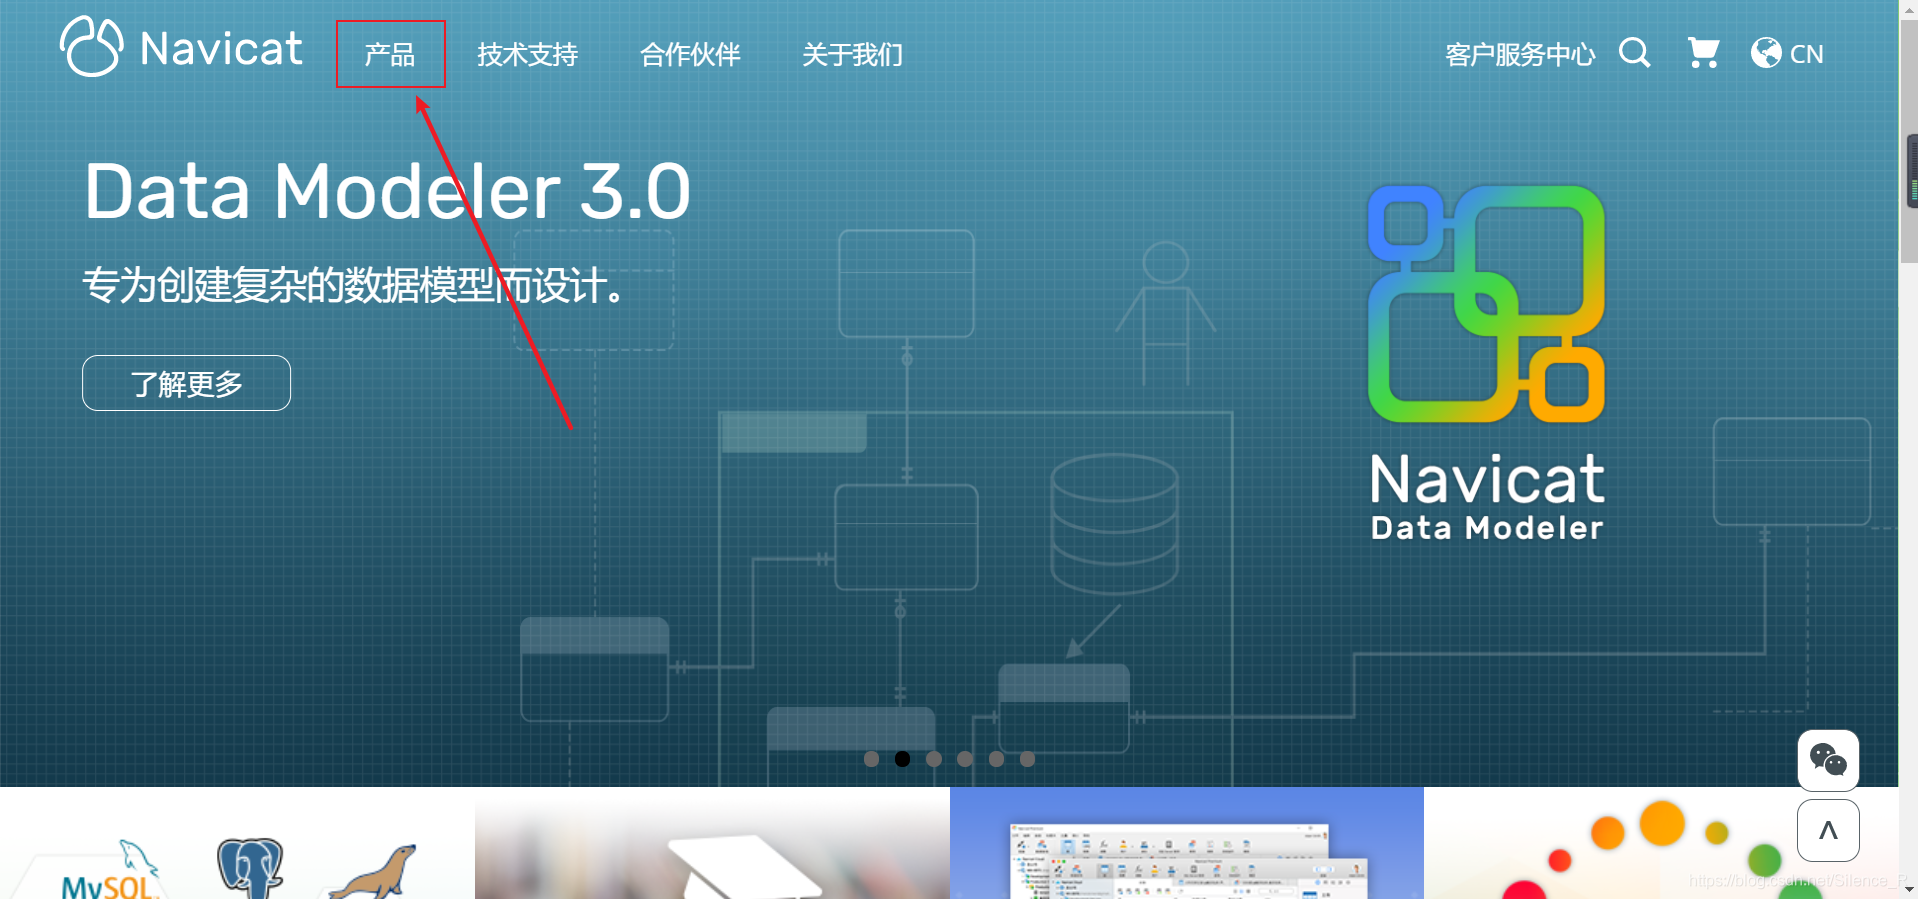 Navicat 产品 技术支持 合作伙伴 关于我们 客户服务中心 CN
Data Modeler 3.0
专为创建复杂的数据模型而设计。
了解更多
Navicat
Data Modeler
MySQL
https://blog.csdn.net/Silence_R